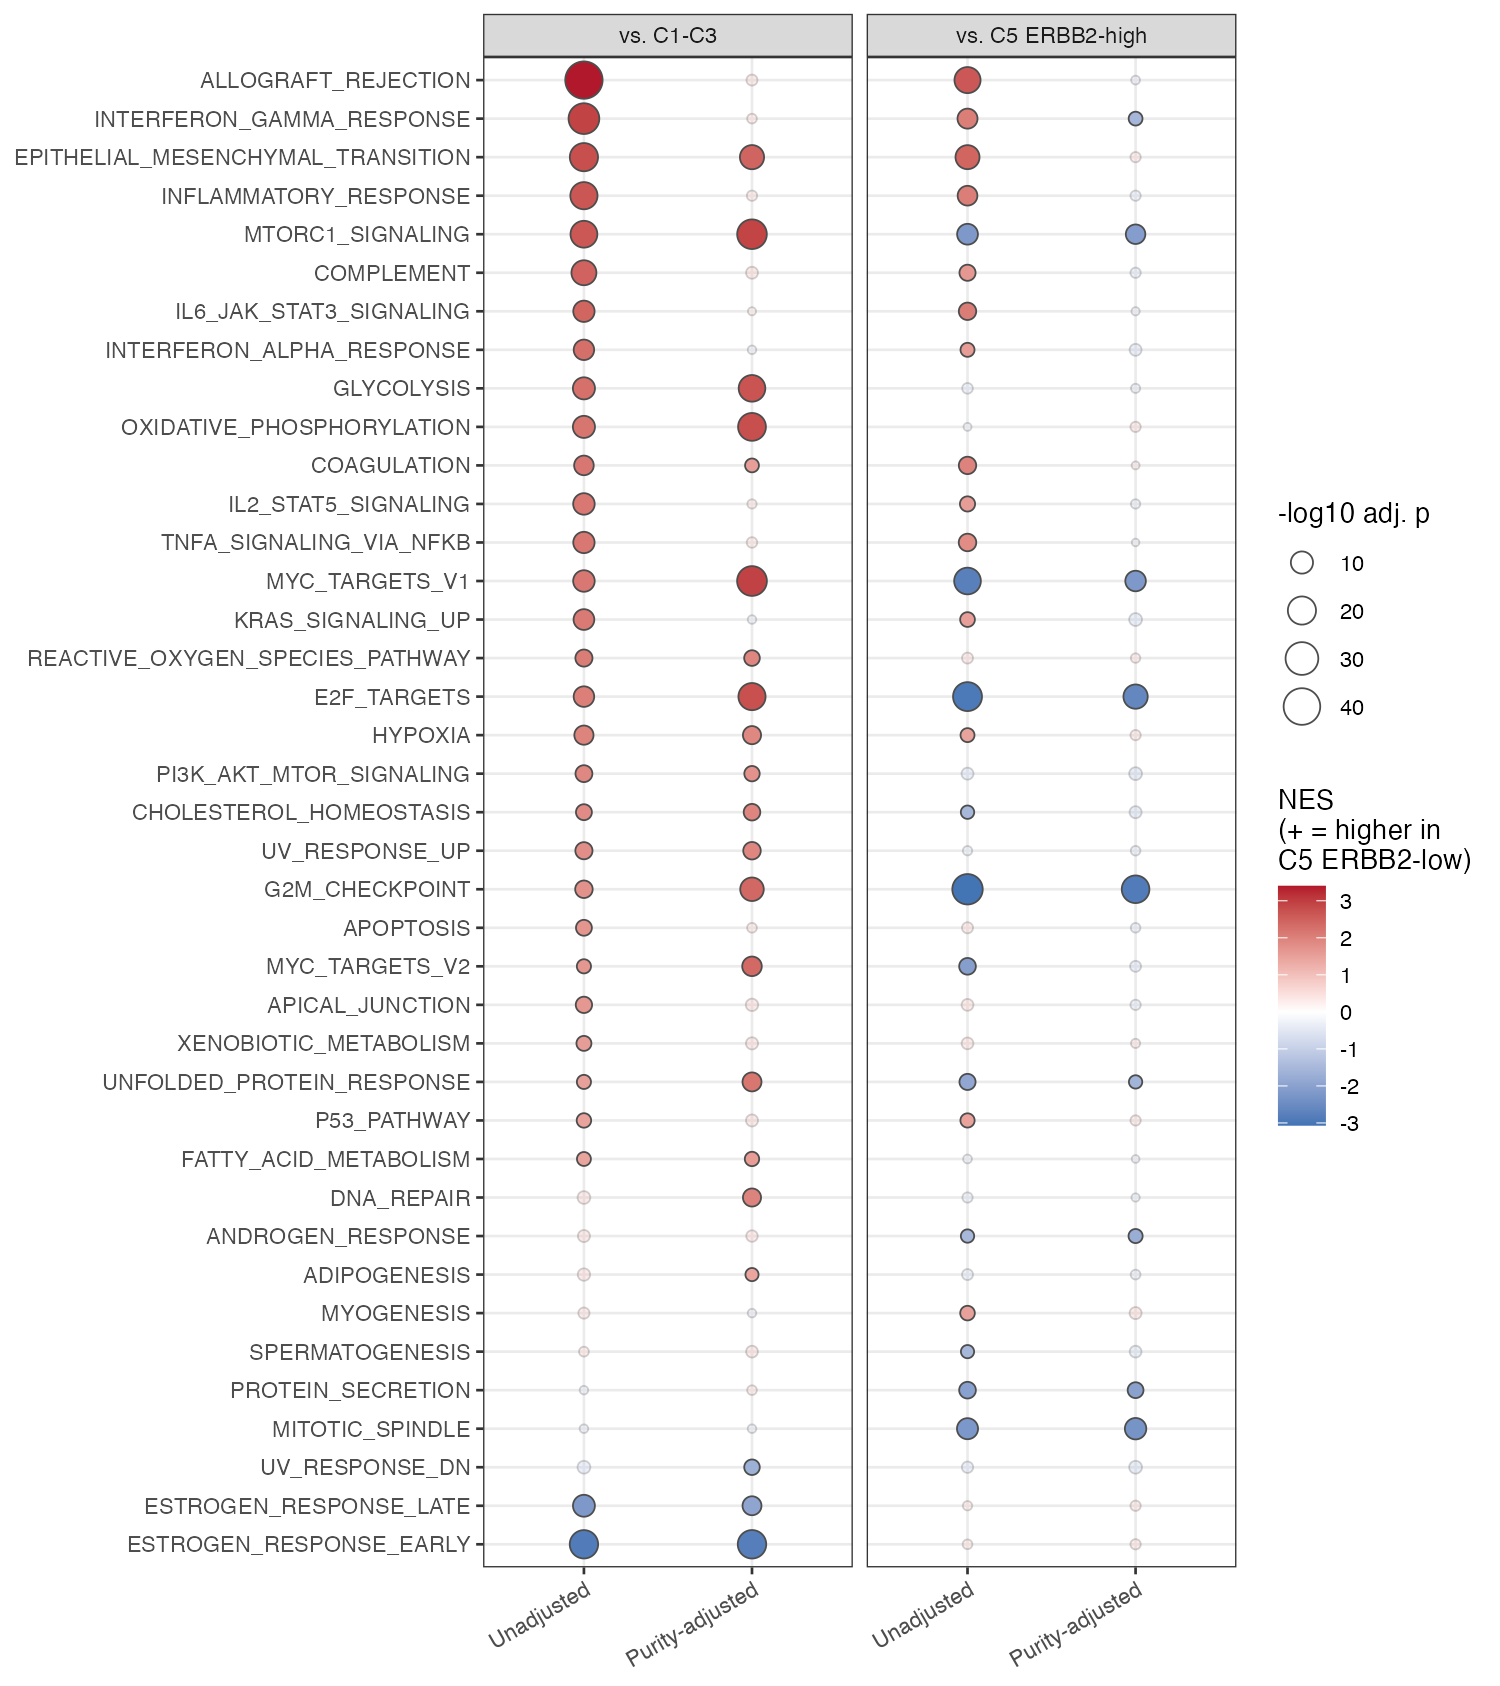 vs. C1-C3
vs. C5 ERBB2-high
ALLOGRAFT_REJECTION
INTERFERON_GAMMA_RESPONSE
EPITHELIAL_MESENCHYMAL_TRANSITION
INFLAMMATORY_RESPONSE
MTORC1_SIGNALING
COMPLEMENT
IL6_JAK_STAT3_SIGNALING
INTERFERON_ALPHA_RESPONSE
GLYCOLYSIS
OXIDATIVE_PHOSPHORYLATION
COAGULATION
IL2_STAT5_SIGNALING
TNFA_SIGNALING_VIA_NFKB
MYC_TARGETS_V1
KRAS_SIGNALING_UP
REACTIVE_OXYGEN_SPECIES_PATHWAY
E2F_TARGETS
HYPOXIA
PI3K_AKT_MTOR_SIGNALING
CHOLESTEROL_HOMEOSTASIS
UV_RESPONSE_UP
G2M_CHECKPOINT
APOPTOSIS
MYC_TARGETS_V2
APICAL_JUNCTION
XENOBIOTIC_METABOLISM
UNFOLDED_PROTEIN_RESPONSE
P53_PATHWAY
FATTY_ACID_METABOLISM
DNA_REPAIR
ANDROGEN_RESPONSE
ADIPOGENESIS
MYOGENESIS
SPERMATOGENESIS
PROTEIN_SECRETION
MITOTIC_SPINDLE
UV_RESPONSE_DN
ESTROGEN_RESPONSE_LATE
ESTROGEN_RESPONSE_EARLY
Unadjusted
Purity-adjusted
Unadjusted
Purity-adjusted
-log10 adj. p
10
20
30
40
NES
(+ = higher in
C5 ERBB2-low)
3
2
1
0
-1
-2
-3